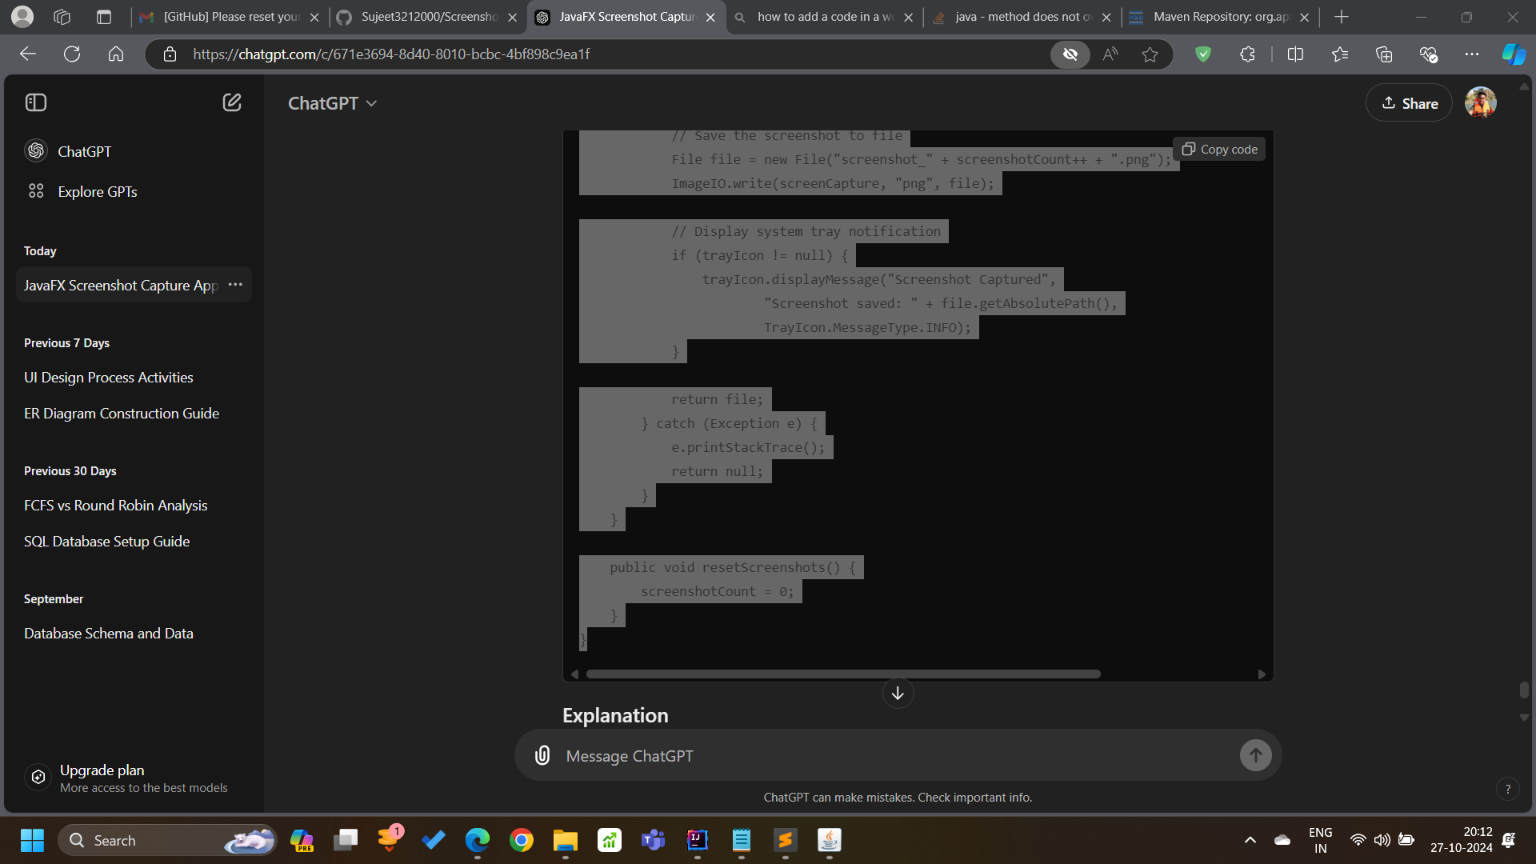 [GitHub] Please reset your
Sujeet3212000/Screensho
JavaFX Screenshot Captur
how to add a code in a w
java - method does not o
Maven Repository: org.ap
https://chatgpt.com/c/671e3694-8d40-8010-bcbc-4bf898c9ea1f
ChatGPT
Share
ChatGPT
Explore GPTs
Today
JavaFX Screenshot Capture App
Previous 7 Days
UI Design Process Activities
ER Diagram Construction Guide
Previous 30 Days
FCFS vs Round Robin Analysis
SQL Database Setup Guide
September
Database Schema and Data
Upgrade plan
More access to the best models
Copy code
// Save the screenshot to file
File file = new File("screenshot_" + screenshotCount++ + ".png");
ImageIO.write(screenCapture, "png", file);
// Display system tray notification
if (trayIcon != null) {
trayIcon.displayMessage("Screenshot Captured",
"Screenshot saved: " + file.getAbsolutePath(),
TrayIcon.MessageType.INFO);
}
return file;
} catch (Exception e) {
e.printStackTrace();
return null;
}
}
public void resetScreenshots() {
screenshotCount = 0;
}
}
Explanation
Message ChatGPT
ChatGPT can make mistakes. Check important info.
?
Search
PRE
1
IJ
ENG
IN
20:12
27-10-2024